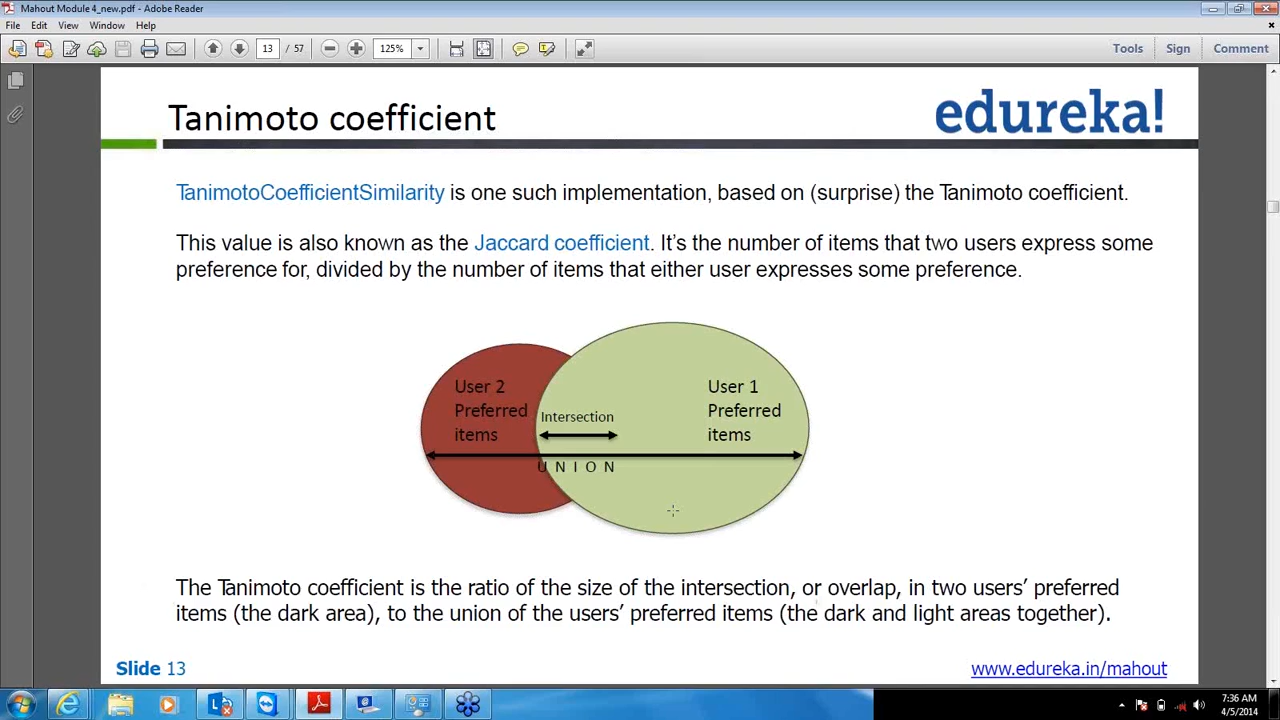 Mahout Module 4_new.pdf - Adobe Reader
File Edit View Window Help
13 / 57 125% Tools Sign Comment
Tanimoto coefficient
edureka!
TanimotoCoefficientSimilarity is one such implementation, based on (surprise) the Tanimoto coefficient.
This value is also known as the Jaccard coefficient. It's the number of items that two users express some
preference for, divided by the number of items that either user expresses some preference.
User 2
Preferred
items
Intersection
User 1
Preferred
items
U N I O N
The Tanimoto coefficient is the ratio of the size of the intersection, or overlap, in two users' preferred
items (the dark area), to the union of the users' preferred items (the dark and light areas together).
Slide 13
www.edureka.in/mahout
7:36 AM
4/5/2014